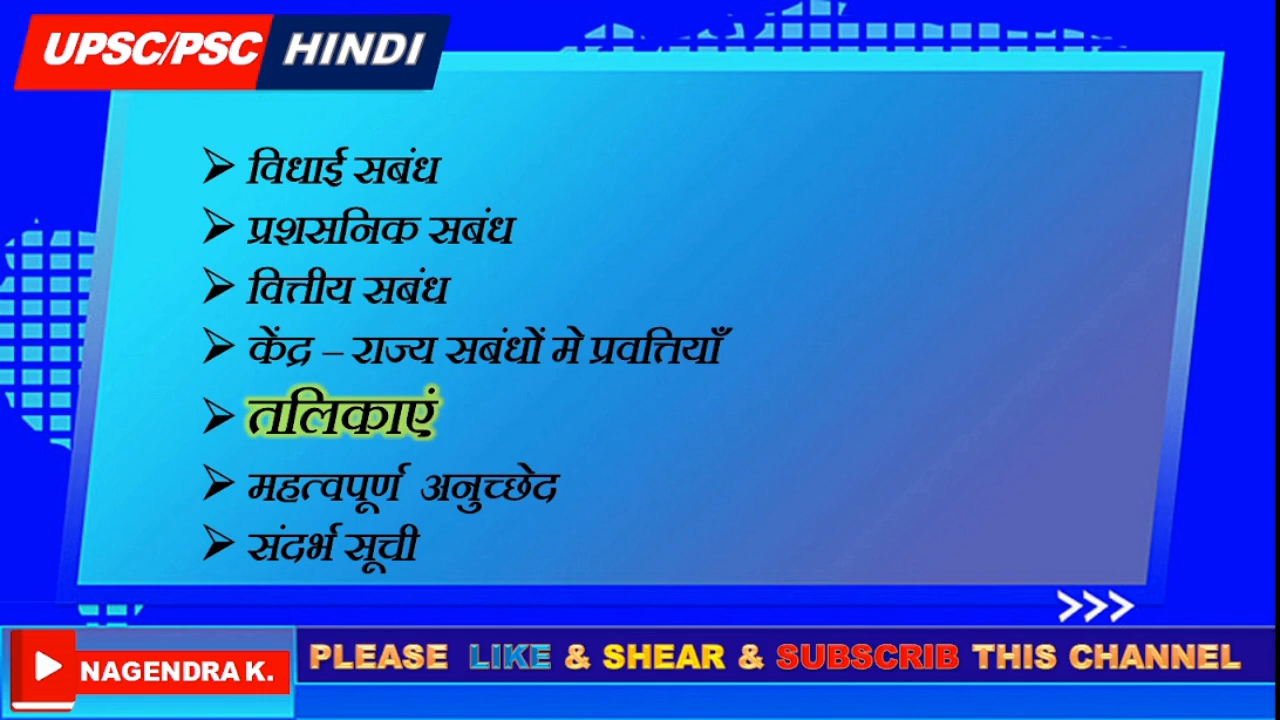 UPSC/PSC HINDI
➢ विधाई सबंध
➢ प्रशसनिक सबंध
➢ वित्तीय सबंध
➢ केंद्र – राज्य सबंधों मे प्रवत्तियाँ
➢ तलिकाएं
➢ महत्वपूर्ण अनुच्छेद
➢ संदर्भ सूची
>>>
NAGENDRA K.
PLEASE LIKE & SHEAR & SUBSCRIB THIS CHANNEL